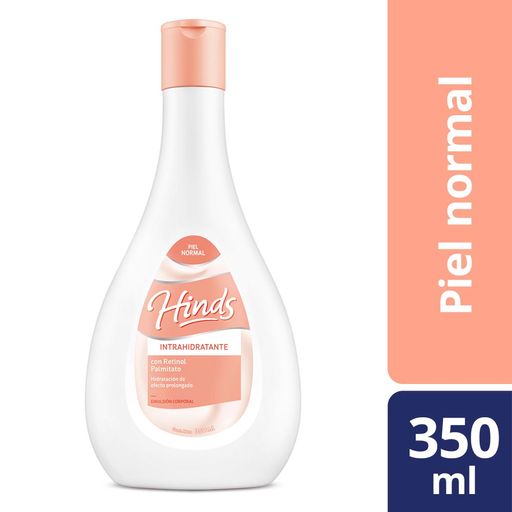 PIEL
NORMAL
Hinds
INTRAHIDRATANTE
con Retinol
Palmitato
Hidratación de
efecto prolongado
EMULSIÓN CORPORAL
Piel normal
350
ml